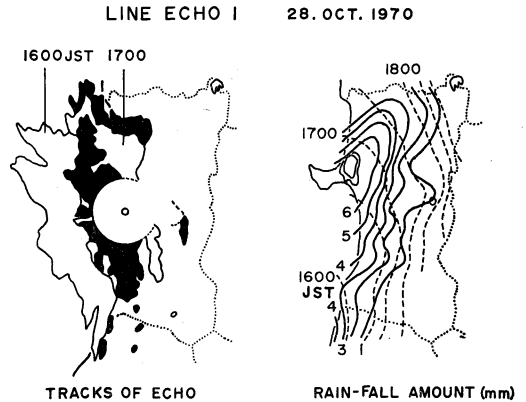 LINE ECHO I 28. OCT. 1970
1600JST 1700
TRACKS OF ECHO
1800
1700
6
5
4
1600
JST
4
3 1
RAIN-FALL AMOUNT (mm)